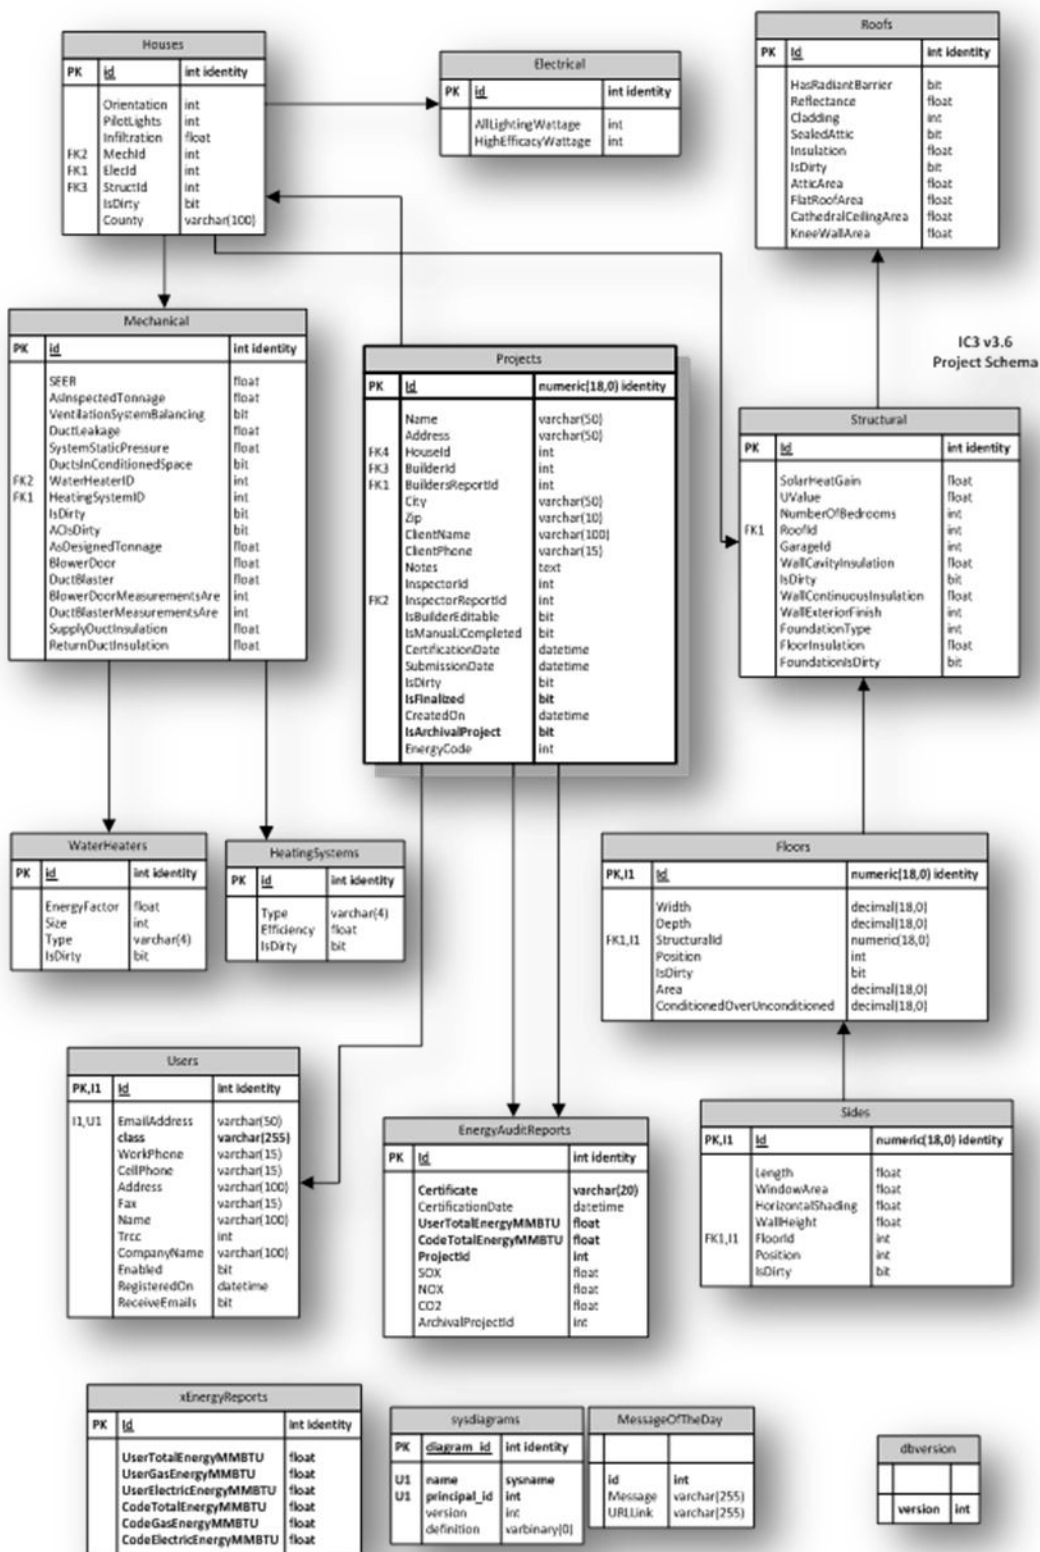 Houses
PK id int identity
Orientation int
PilotLights int
Infiltration float
FK2 MechId int
FK1 ElecId int
FK3 StructId int
IsDirty bit
County varchar(100)
Electrical
PK id int identity
AllLightingWattage int
HighEfficacyWattage int
Roofs
PK Id int identity
HasRadiantBarrier bit
Reflectance float
Cladding int
SealedAttic bit
Insulation float
IsDirty bit
AtticArea float
FlatRoofArea float
CathedralCeilingArea float
KneeWallArea float
IC3 v3.6
Project Schema
Mechanical
PK id int identity
SEER float
AsInspectedTonnage float
VentilationSystemBalancing bit
DuctLeakage float
SystemStaticPressure float
DuctsInConditionedSpace bit
FK2 WaterHeaterID int
FK1 HeatingSystemID int
IsDirty bit
ACIsDirty bit
AsDesignedTonnage float
BlowerDoor float
DuctBlaster float
BlowerDoorMeasurementsAre int
DuctBlasterMeasurementsAre int
SupplyDuctInsulation float
ReturnDuctInsulation float
Projects
PK Id numeric(18,0) identity
Name varchar(50)
Address varchar(50)
FK4 HouseId int
FK3 BuilderId int
FK1 BuildersReportId int
City varchar(50)
Zip varchar(10)
ClientName varchar(100)
ClientPhone varchar(15)
Notes text
InspectorId int
FK2 InspectorReportId int
IsBuilderEditable bit
IsManualJCompleted bit
CertificationDate datetime
SubmissionDate datetime
IsDirty bit
IsFinalized bit
CreatedOn datetime
IsArchivalProject bit
EnergyCode int
Structural
PK Id int identity
SolarHeatGain float
UValue float
NumberOfBedrooms int
FK1 RoofId int
GarageId int
WallCavityInsulation float
IsDirty bit
WallContinuousInsulation float
WallExteriorFinish int
FoundationType int
FloorInsulation float
FoundationIsDirty bit
WaterHeaters
PK id int identity
EnergyFactor float
Size int
Type varchar(4)
IsDirty bit
HeatingSystems
PK id int identity
Type varchar(4)
Efficiency float
IsDirty bit
Floors
PK,I1 Id numeric(18,0) identity
Width decimal(18,0)
Depth decimal(18,0)
FK1,I1 StructuralId numeric(18,0)
Position int
IsDirty bit
Area decimal(18,0)
ConditionedOverUnconditioned decimal(18,0)
Users
PK,I1 Id int identity
I1,U1 EmailAddress varchar(50)
class varchar(255)
WorkPhone varchar(15)
CellPhone varchar(15)
Address varchar(100)
Fax varchar(15)
Name varchar(100)
Trcc int
CompanyName varchar(100)
Enabled bit
RegisteredOn datetime
ReceiveEmails bit
EnergyAuditReports
PK Id int identity
Certificate varchar(20)
CertificationDate datetime
UserTotalEnergyMMBTU float
CodeTotalEnergyMMBTU float
ProjectId int
SOX float
NOX float
CO2 float
ArchivalProjectId int
Sides
PK,I1 Id numeric(18,0) identity
Length float
WindowArea float
HorizontalShading float
WallHeight float
FK1,I1 FloorId int
Position int
IsDirty bit
xEnergyReports
PK Id int identity
UserTotalEnergyMMBTU float
UserGasEnergyMMBTU float
UserElectricEnergyMMBTU float
CodeTotalEnergyMMBTU float
CodeGasEnergyMMBTU float
CodeElectricEnergyMMBTU float
sysdiagrams
PK diagram_id int identity
U1 name sysname
U1 principal_id int
version int
definition varbinary(0)
MessageOfTheDay
id int
Message varchar(255)
URLLink varchar(255)
dbversion
version int